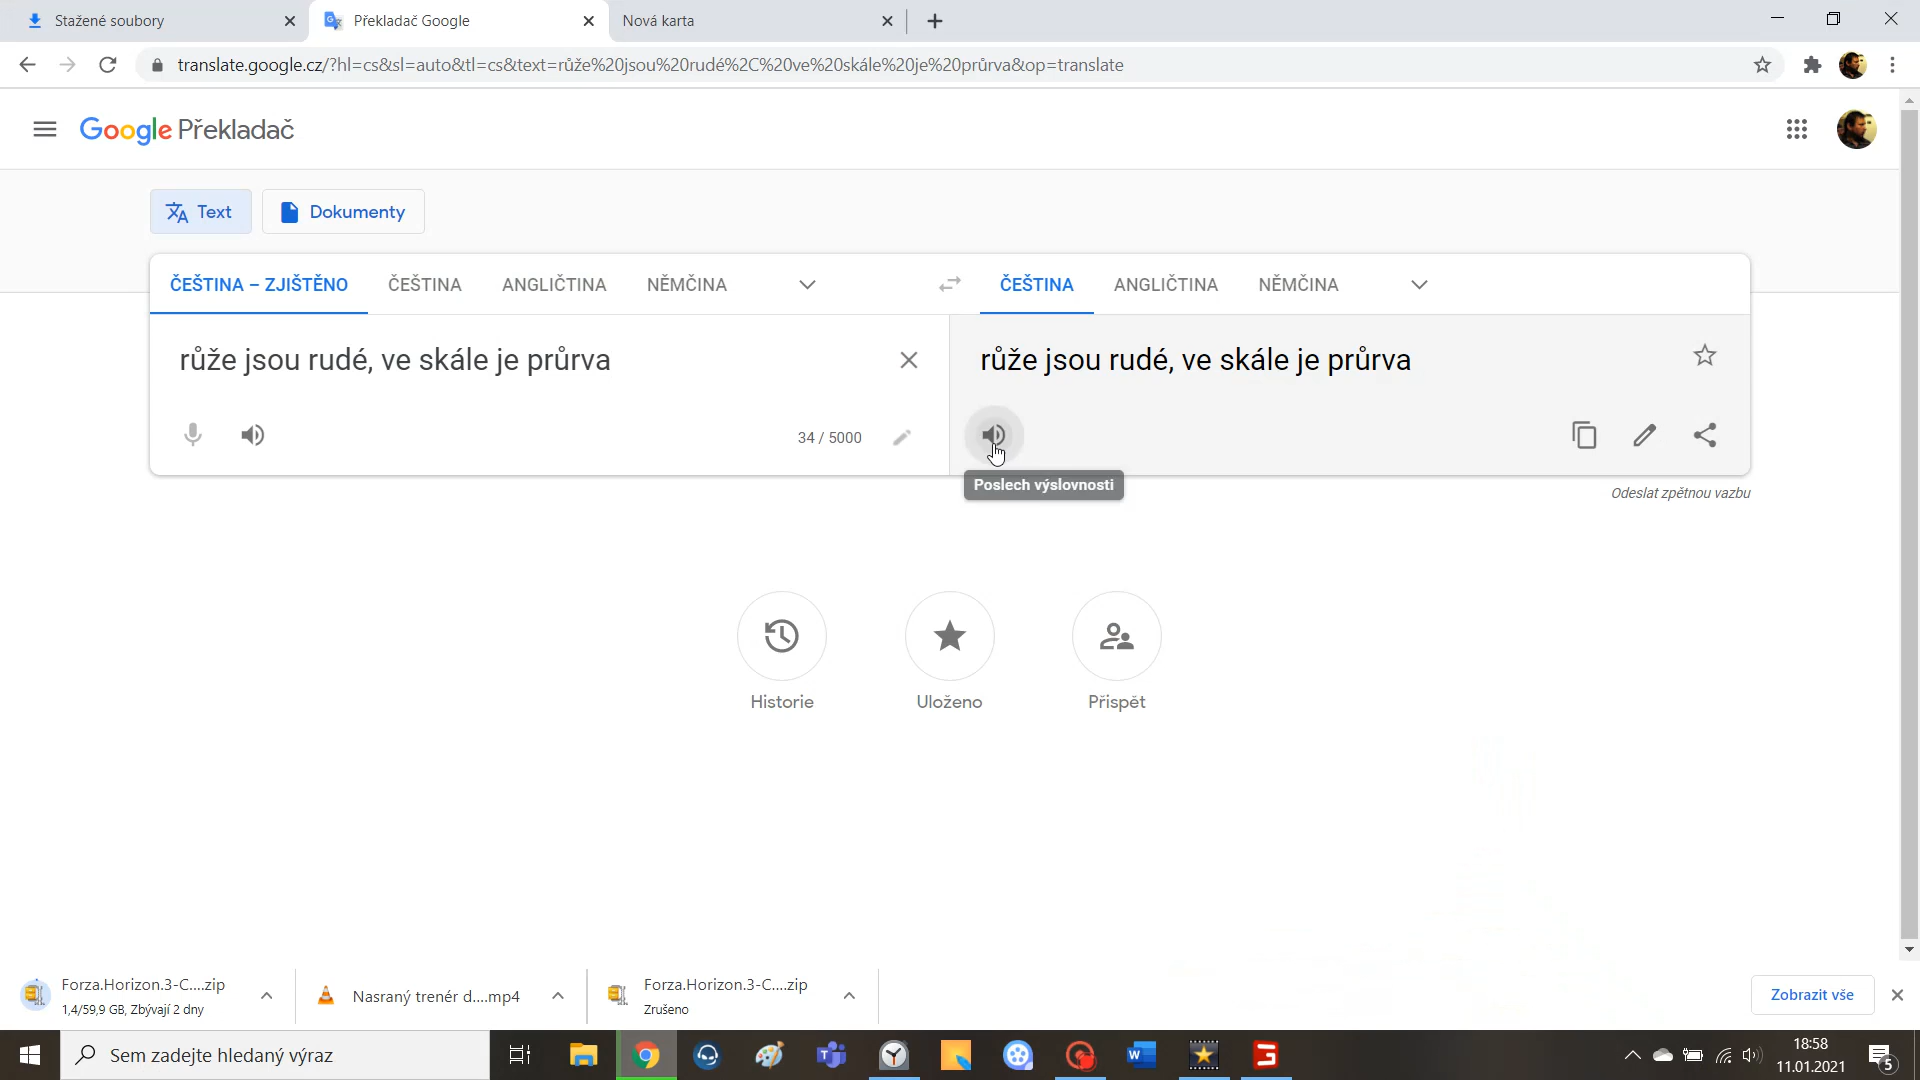 Stažené soubory
Překladač Google
Nová karta
translate.google.cz/?hl=cs&sl=auto&tl=cs&text=růže%20jsou%20rudé%2C%20ve%20skále%20je%20průrva&op=translate
Google Překladač
Text
Dokumenty
ČEŠTINA – ZJIŠTĚNO
ČEŠTINA
ANGLIČTINA
NĚMČINA
ČEŠTINA
ANGLIČTINA
NĚMČINA
růže jsou rudé, ve skále je průrva
růže jsou rudé, ve skále je průrva
34 / 5000
Poslech výslovnosti
Odeslat zpětnou vazbu
Historie
Uloženo
Přispět
Forza.Horizon.3-C....zip
1,4/59,9 GB, Zbývají 2 dny
Nasraný trenér d....mp4
Forza.Horizon.3-C....zip
Zrušeno
Zobrazit vše
Sem zadejte hledaný výraz
18:58
11.01.2021
5